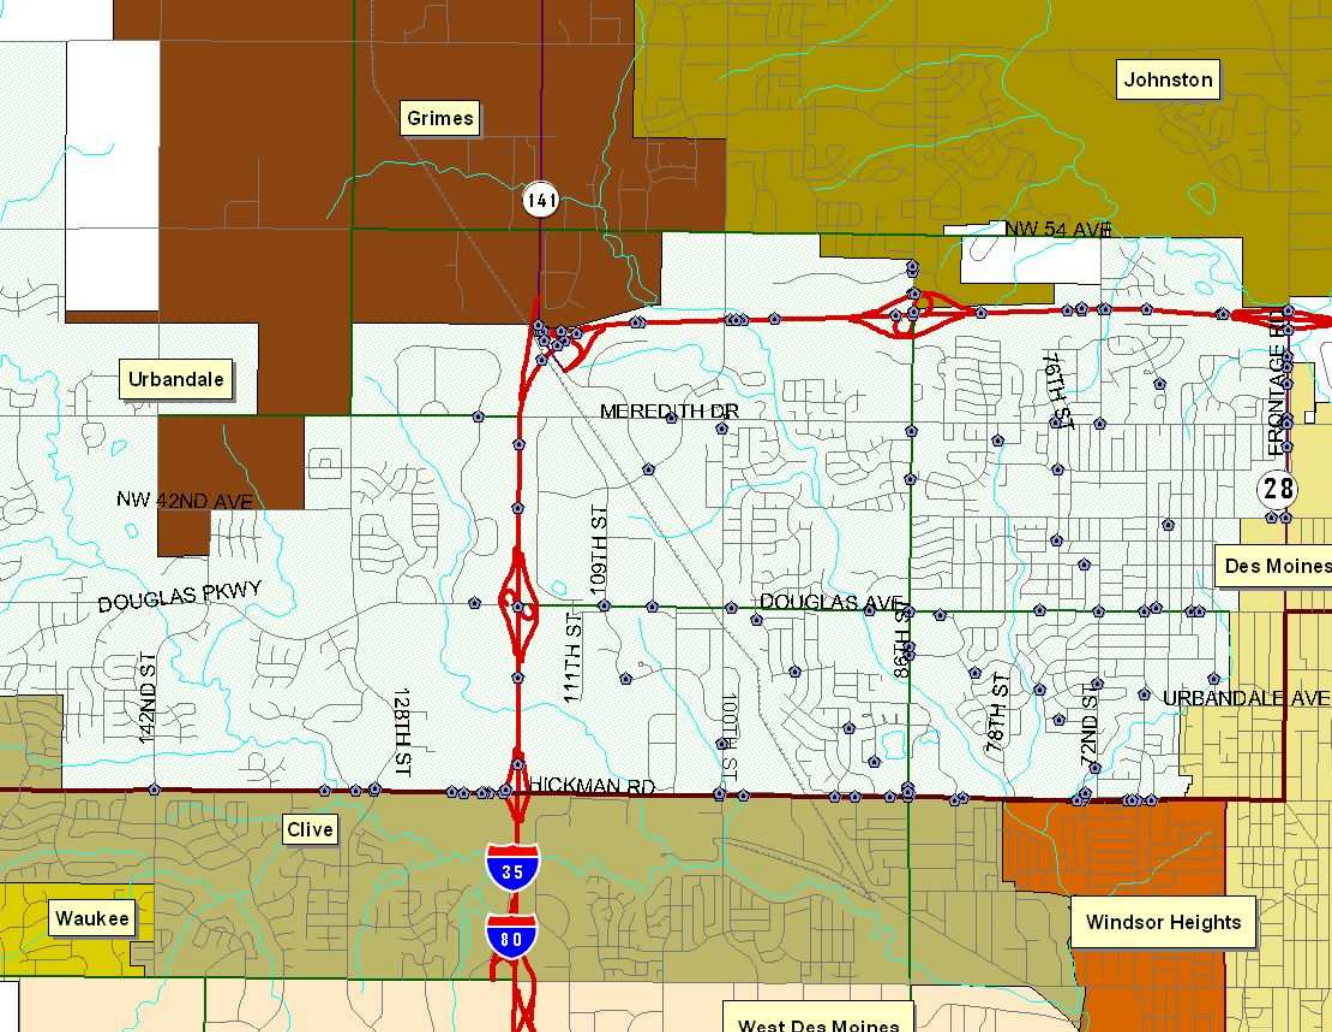 Johnston
Grimes
141
NW 54 AVE
Urbandale
76TH ST
FRONTAGE RD
MEREDITH DR
28
NW 42ND AVE
109TH ST
Des Moines
DOUGLAS PKWY
DOUGLAS AVE
86TH ST
111TH ST
142ND ST
128TH ST
100TH ST
78TH ST
72ND ST
URBANDALE AVE
HICKMAN RD
Clive
35
Waukee
80
Windsor Heights
West Des Moines